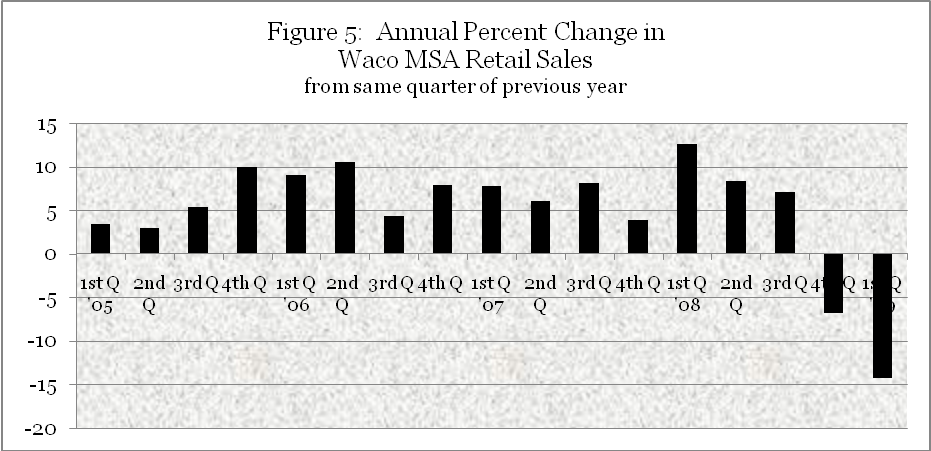 Figure 5: Annual Percent Change in
Waco MSA Retail Sales
from same quarter of previous year
15
10
5
0
-5
-10
-15
-20
1st Q '05
2nd Q
3rd Q
4th Q
1st Q '06
2nd Q
3rd Q
4th Q
1st Q '07
2nd Q
3rd Q
4th Q
1st Q '08
2nd Q
3rd Q